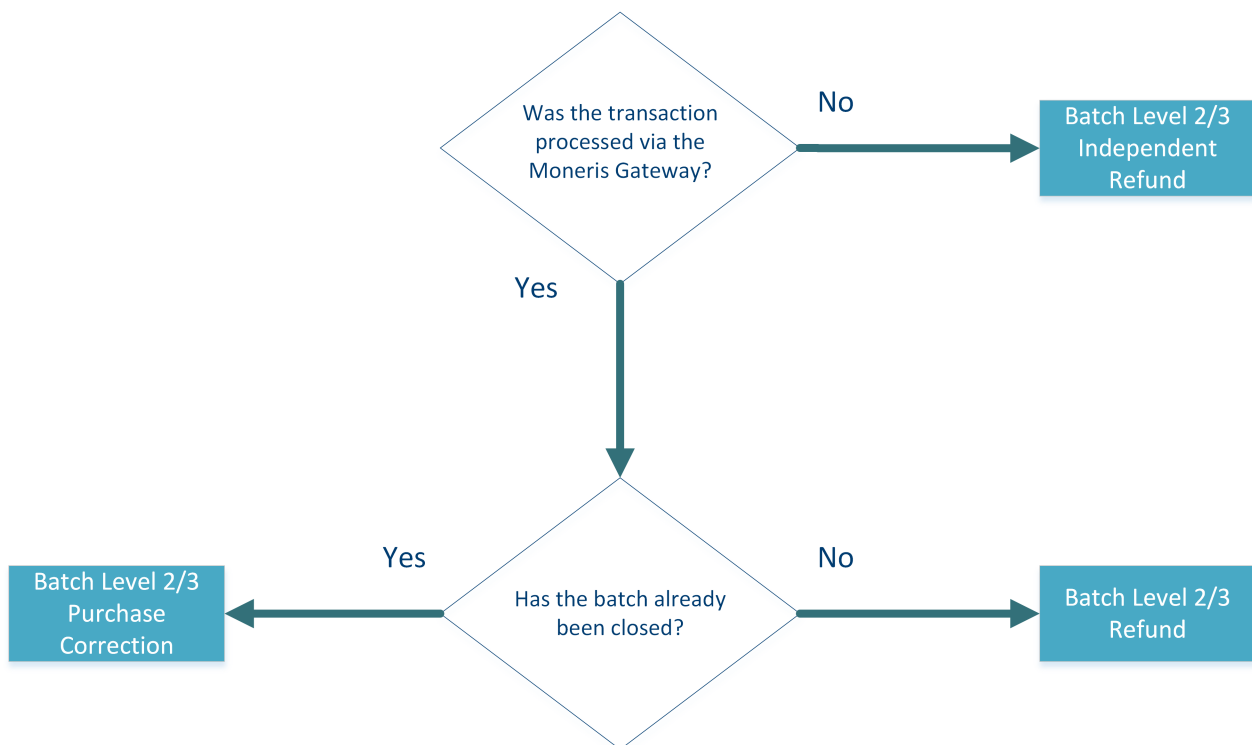 Was the transaction
processed via the
Moneris Gateway?
No
Batch Level 2/3
Independent
Refund
Yes
Yes
No
Batch Level 2/3
Purchase
Correction
Has the batch already
been closed?
Batch Level 2/3
Refund